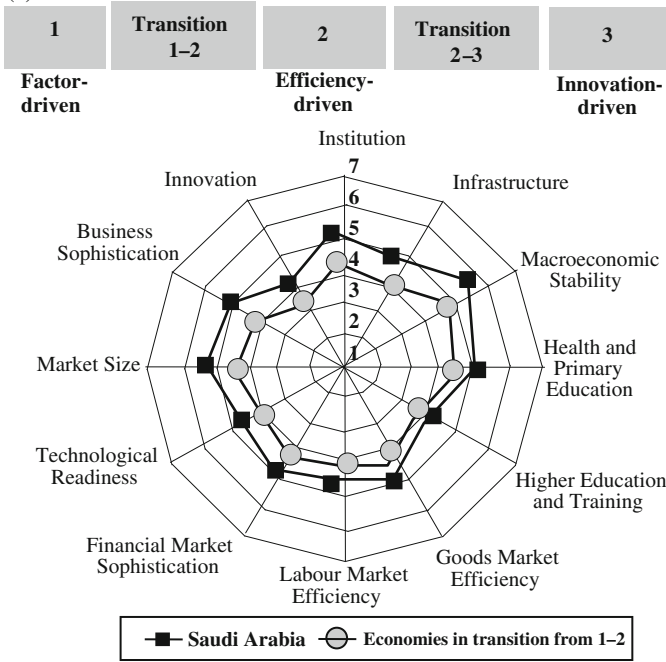 1
Transition
1–2
2
Transition
2–3
3
Factor-
driven
Efficiency-
driven
Innovation-
driven
Institution
7
6
5
4
3
2
1
Infrastructure
Macroeconomic
Stability
Health and
Primary
Education
Higher Education
and Training
Goods Market
Efficiency
Labour Market
Efficiency
Financial Market
Sophistication
Technological
Readiness
Market Size
Business
Sophistication
Innovation
Saudi Arabia
Economies in transition from 1–2